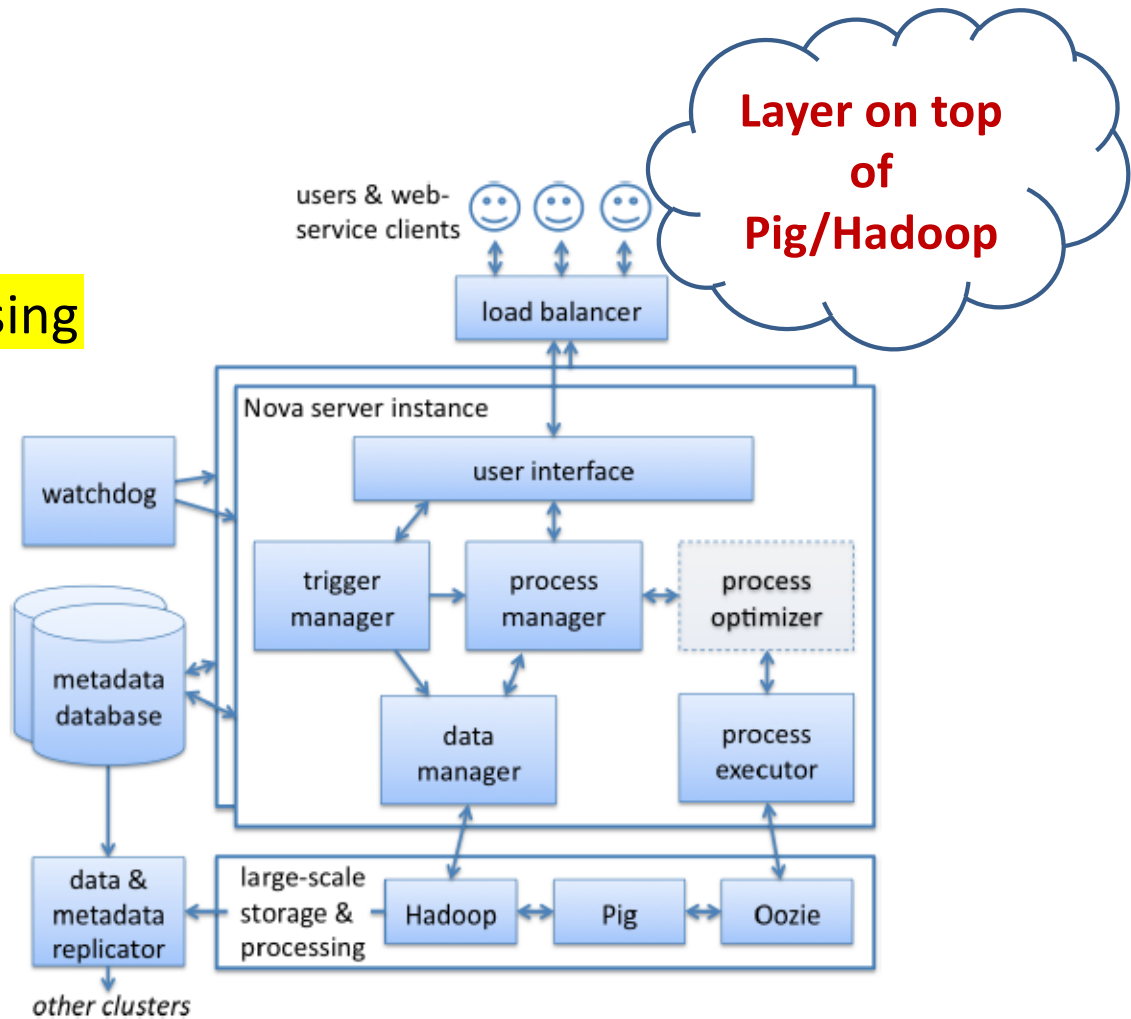 Layer on top
of
Pig/Hadoop
users & web-
service clients
sing
load balancer
Nova server instance
user interface
watchdog
trigger
manager
process
manager
process
optimizer
metadata
database
data
manager
process
executor
data &
metadata
replicator
large-scale
storage &
processing
Hadoop
Pig
Oozie
other clusters